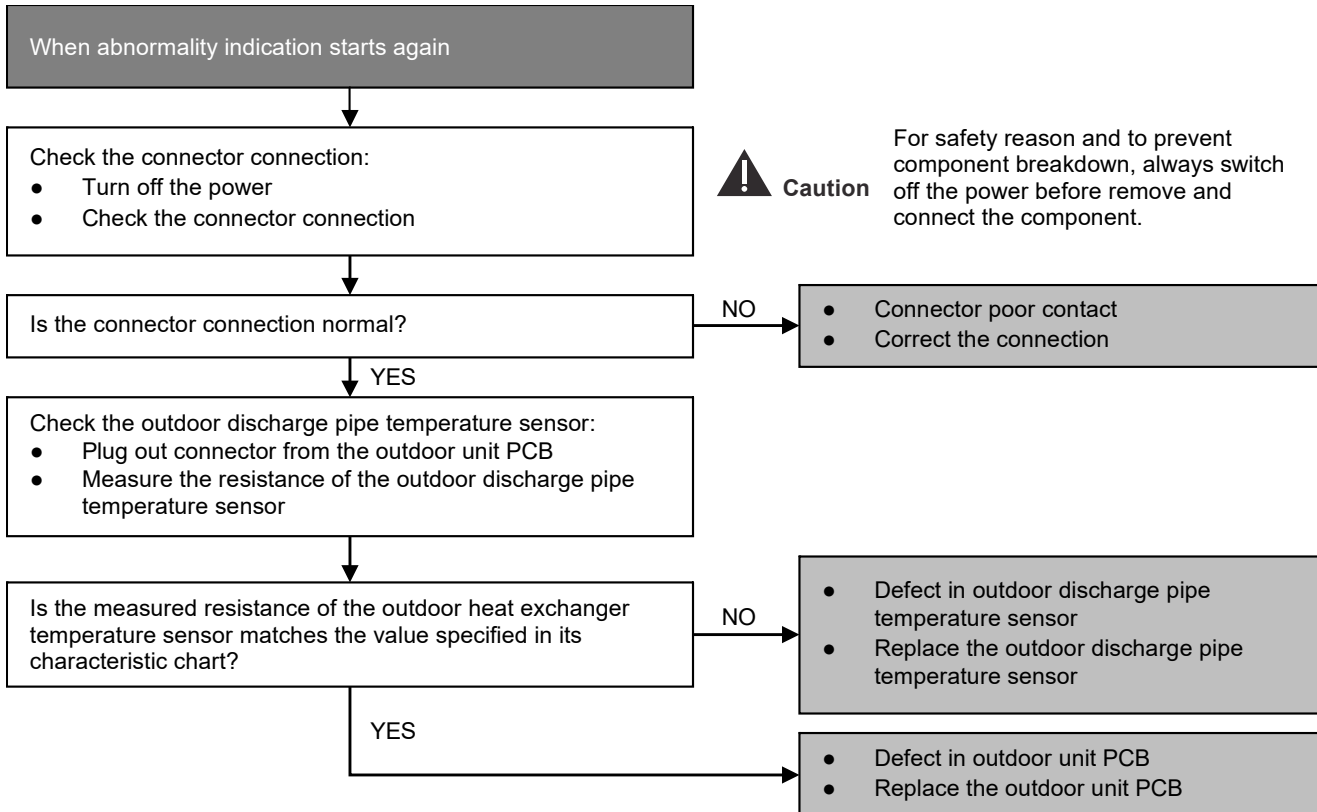 When abnormality indication starts again
Check the connector connection:
● Turn off the power
● Check the connector connection
Caution
For safety reason and to prevent
component breakdown, always switch
off the power before remove and
connect the component.
Is the connector connection normal?
NO
● Connector poor contact
● Correct the connection
YES
Check the outdoor discharge pipe temperature sensor:
● Plug out connector from the outdoor unit PCB
● Measure the resistance of the outdoor discharge pipe
temperature sensor
Is the measured resistance of the outdoor heat exchanger
temperature sensor matches the value specified in its
characteristic chart?
NO
● Defect in outdoor discharge pipe
temperature sensor
● Replace the outdoor discharge pipe
temperature sensor
YES
● Defect in outdoor unit PCB
● Replace the outdoor unit PCB